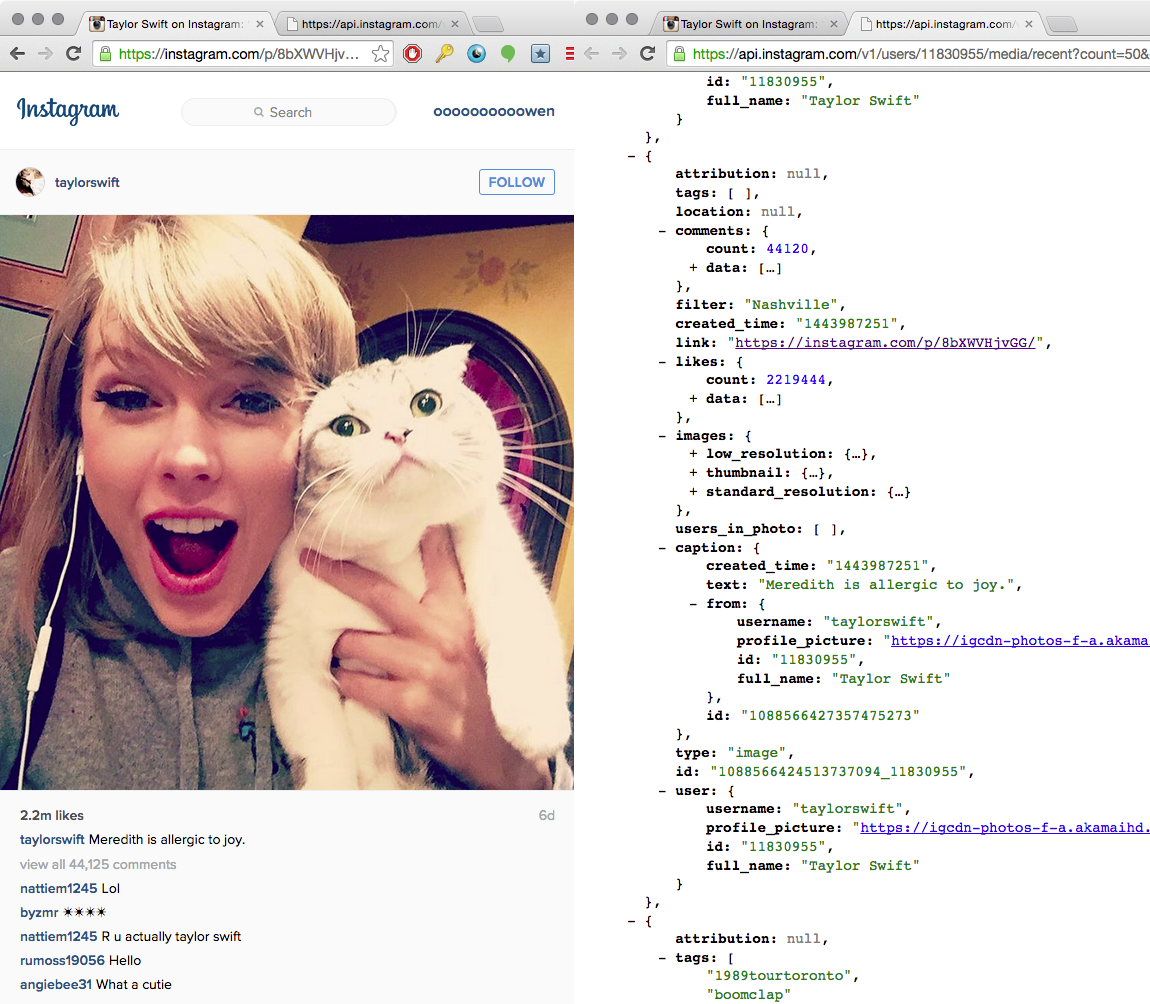 Taylor Swift on Instagram:
https://api.instagram.com/
https://instagram.com/p/8bXWVHjv...
Instagram
Search
oooooooooowen
taylorswift
FOLLOW
2.2m likes
6d
taylorswift Meredith is allergic to joy.
view all 44,125 comments
nattiem1245 Lol
byzmr ✷✷✷✷
nattiem1245 R u actually taylor swift
rumoss19056 Hello
angiebee31 What a cutie
Taylor Swift on Instagram:
https://api.instagram.com/
https://api.instagram.com/v1/users/11830955/media/recent?count=50&
id: "11830955",
full_name: "Taylor Swift"
}
},
- {
attribution: null,
tags: [ ],
location: null,
- comments: {
count: 44120,
+ data: […]
},
filter: "Nashville",
created_time: "1443987251",
link: "https://instagram.com/p/8bXWVHjvGG/",
- likes: {
count: 2219444,
+ data: […]
},
- images: {
+ low_resolution: {…},
+ thumbnail: {…},
+ standard_resolution: {…}
},
users_in_photo: [ ],
- caption: {
created_time: "1443987251",
text: "Meredith is allergic to joy.",
- from: {
username: "taylorswift",
profile_picture: "https://igcdn-photos-f-a.akama
id: "11830955",
full_name: "Taylor Swift"
},
id: "1088566427357475273"
},
type: "image",
id: "1088566424513737094_11830955",
- user: {
username: "taylorswift",
profile_picture: "https://igcdn-photos-f-a.akamaihd.
id: "11830955",
full_name: "Taylor Swift"
}
},
- {
attribution: null,
- tags: [
"1989tourtoronto",
"boomclap"